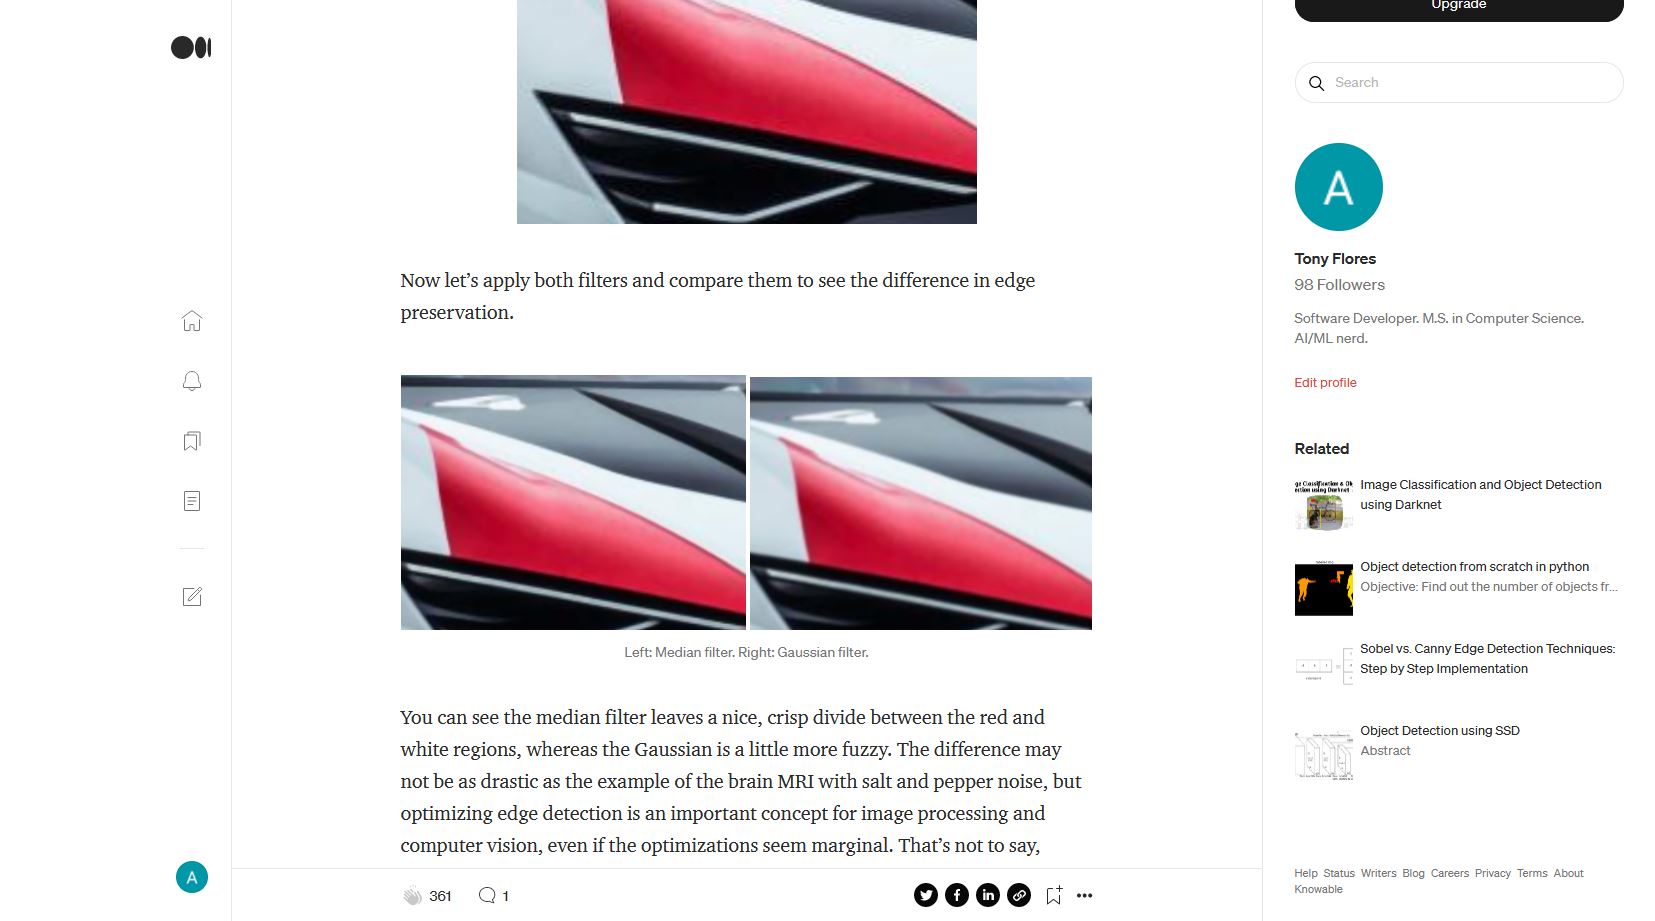 Upgrade
Search
A
Tony Flores
98 Followers
Software Developer. M.S. in Computer Science.
AI/ML nerd.
Edit profile
Now let’s apply both filters and compare them to see the difference in edge
preservation.
Left: Median filter. Right: Gaussian filter.
You can see the median filter leaves a nice, crisp divide between the red and
white regions, whereas the Gaussian is a little more fuzzy. The difference may
not be as drastic as the example of the brain MRI with salt and pepper noise, but
optimizing edge detection is an important concept for image processing and
computer vision, even if the optimizations seem marginal. That’s not to say,
361
1
A
Related
Image Classification and Object Detection
using Darknet
Object detection from scratch in python
Objective: Find out the number of objects fr...
Sobel vs. Canny Edge Detection Techniques:
Step by Step Implementation
Object Detection using SSD
Abstract
Help Status Writers Blog Careers Privacy Terms About
Knowable